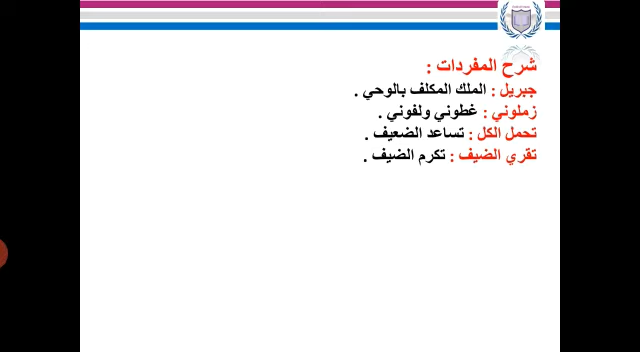 شرح المفردات :
جبريل : الملك المكلف بالوحي .
زملوني : غطوني ولفوني .
تحمل الكل : تساعد الضعيف .
تقري الضيف : تكرم الضيف .